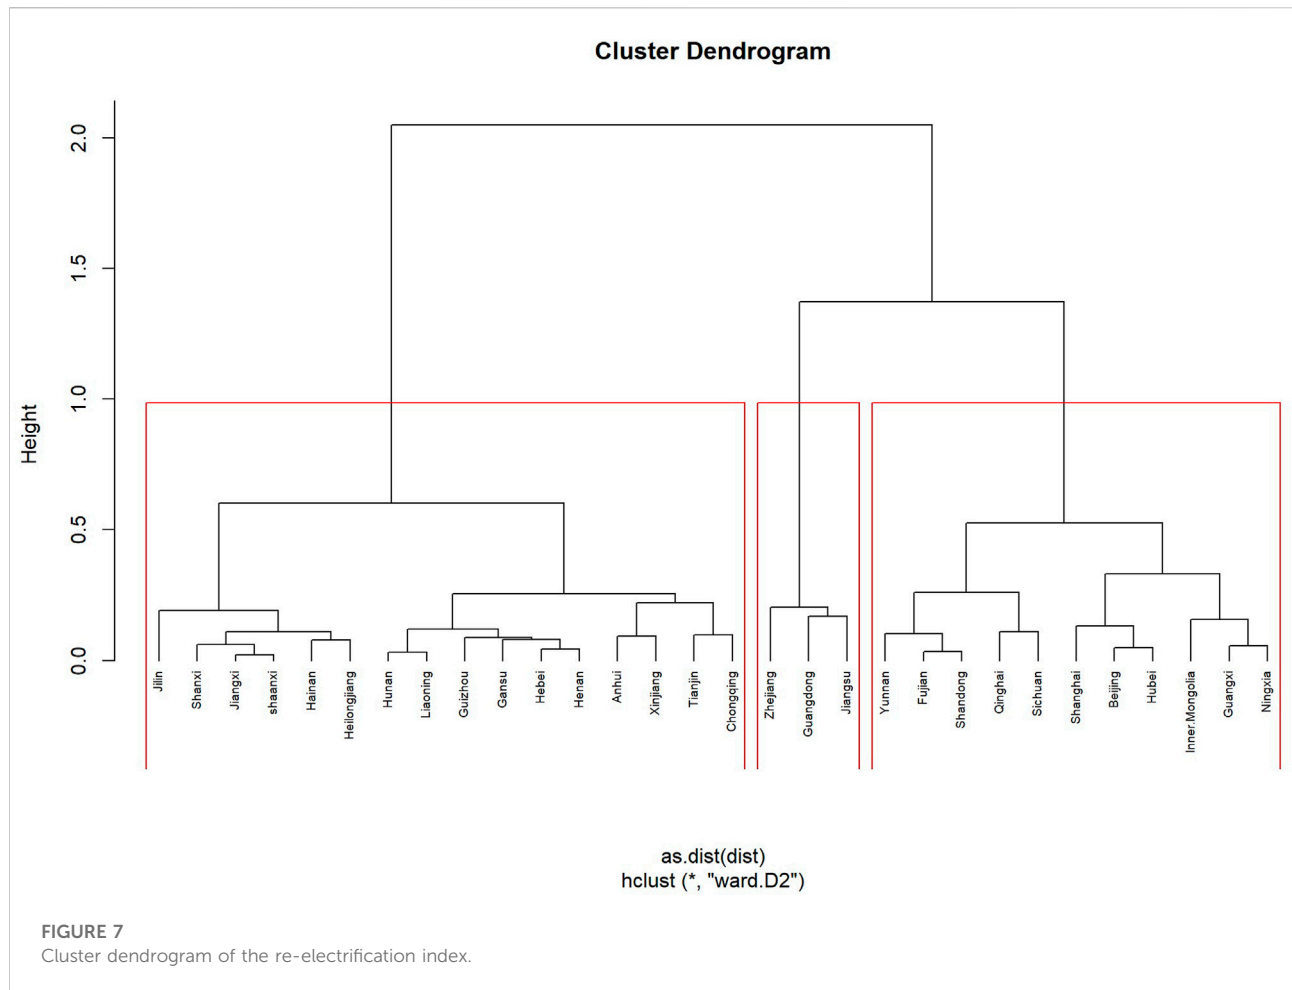 Cluster Dendrogram
Height
2.0
1.5
1.0
0.5
0.0
Jilin
Shanxi
Jiangxi
shaanxi
Hainan
Heilongjiang
Hunan
Liaoning
Guizhou
Gansu
Hebei
Henan
Anhui
Xinjiang
Tianjin
Chongqing
Zhejiang
Guangdong
Jiangsu
Yunnan
Fujian
Shandong
Qinghai
Sichuan
Shanghai
Beijing
Hubei
Inner.Mongolia
Guangxi
Ningxia
as.dist(dist)
hclust (*, "ward.D2")
FIGURE 7
Cluster dendrogram of the re-electrification index.